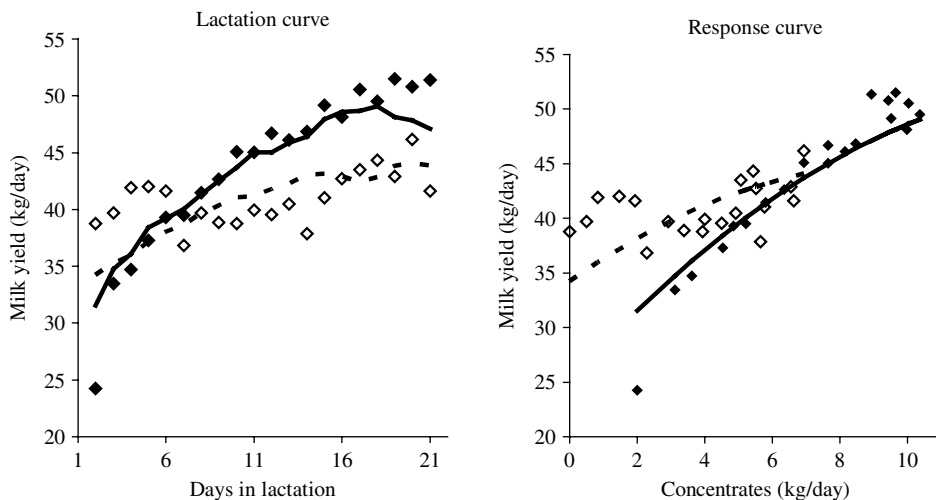 Lactation curve
55
50
45
40
35
30
25
20
Milk yield (kg/day)
1 6 11 16 21
Days in lactation
Response curve
55
50
45
40
35
30
25
20
Milk yield (kg/day)
0 2 4 6 8 10
Concentrates (kg/day)